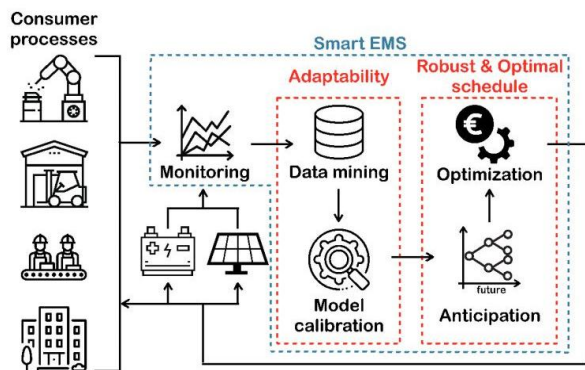 Consumer
processes
Smart EMS
Adaptability
Robust & Optimal
schedule
Monitoring
Data mining
€
Optimization
Model
calibration
future
Anticipation